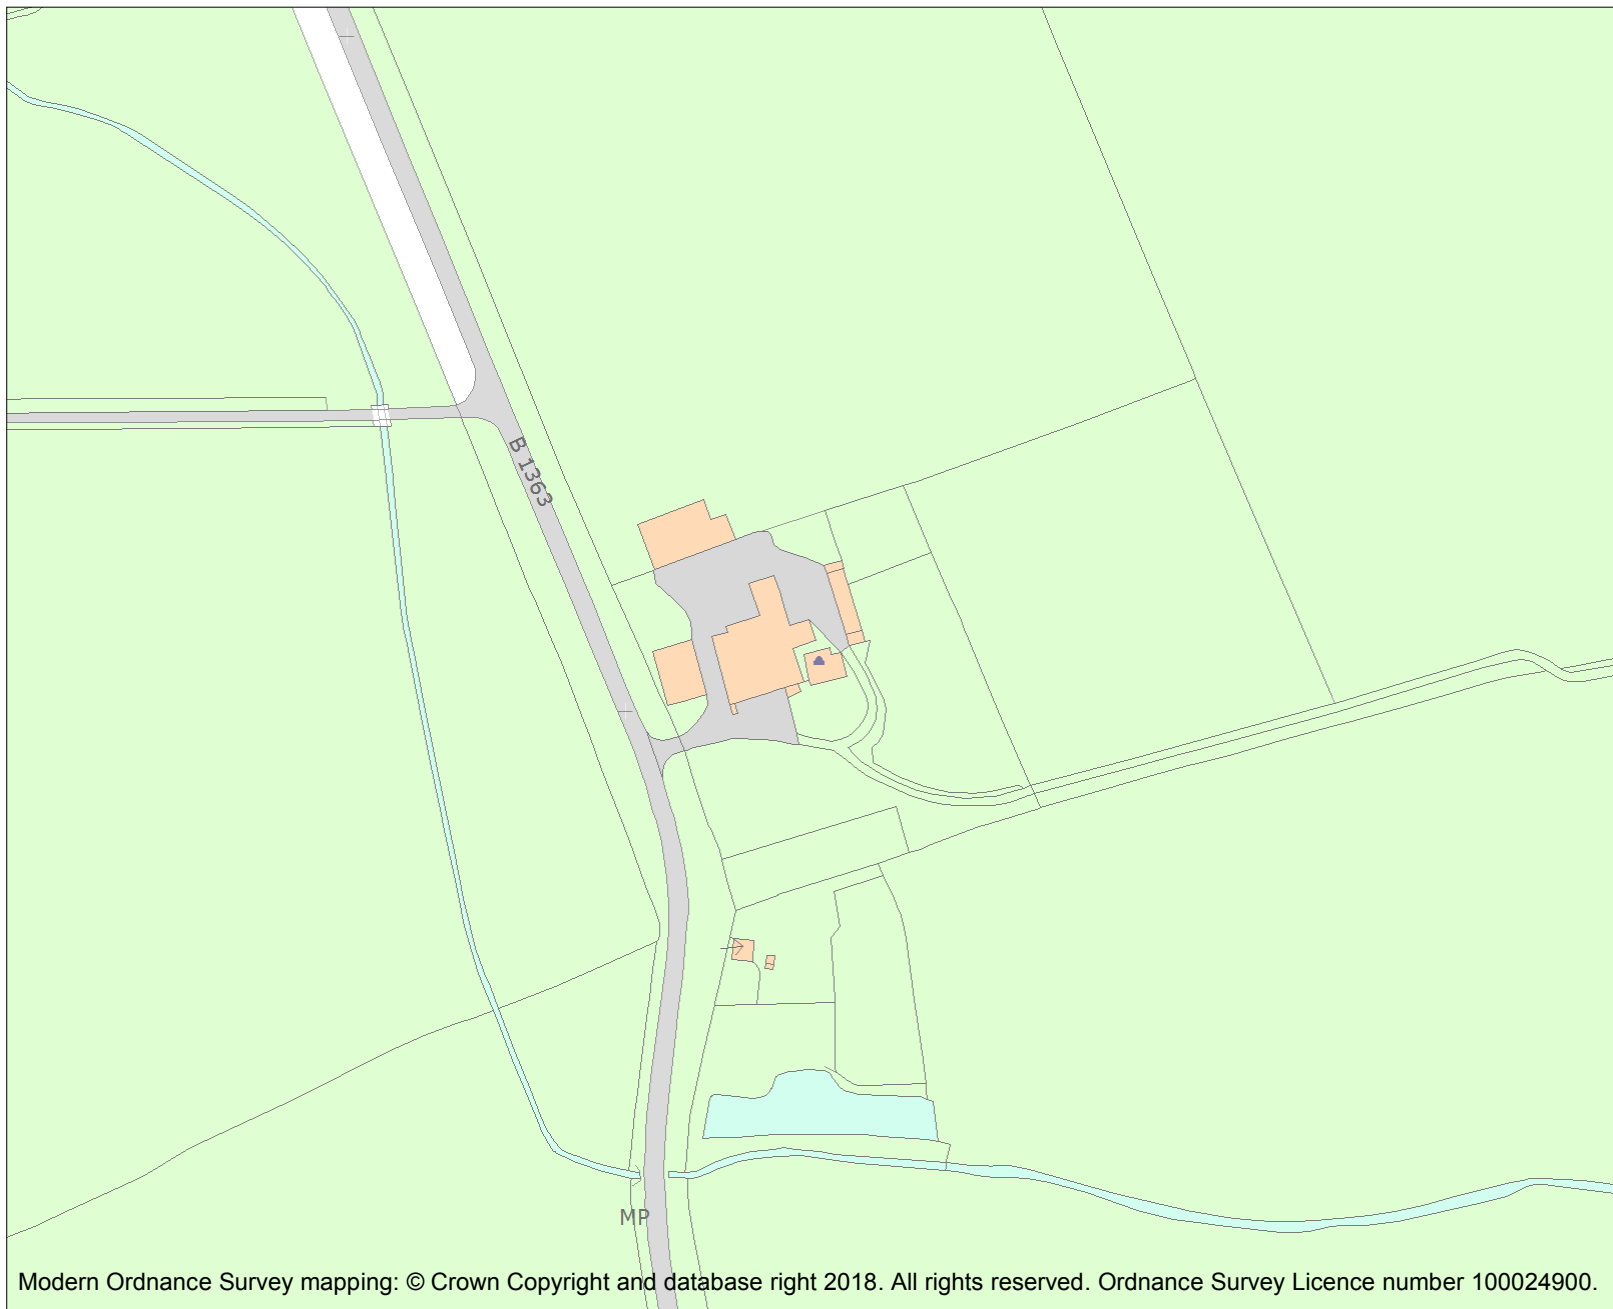 B 1363
MP
Modern Ordnance Survey mapping: © Crown Copyright and database right 2018. All rights reserved. Ordnance Survey Licence number 100024900.